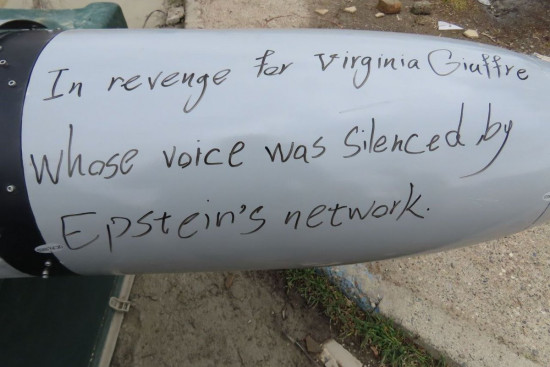 In revenge for Virginia Giuffre
whose voice was silenced by
Epstein's network.